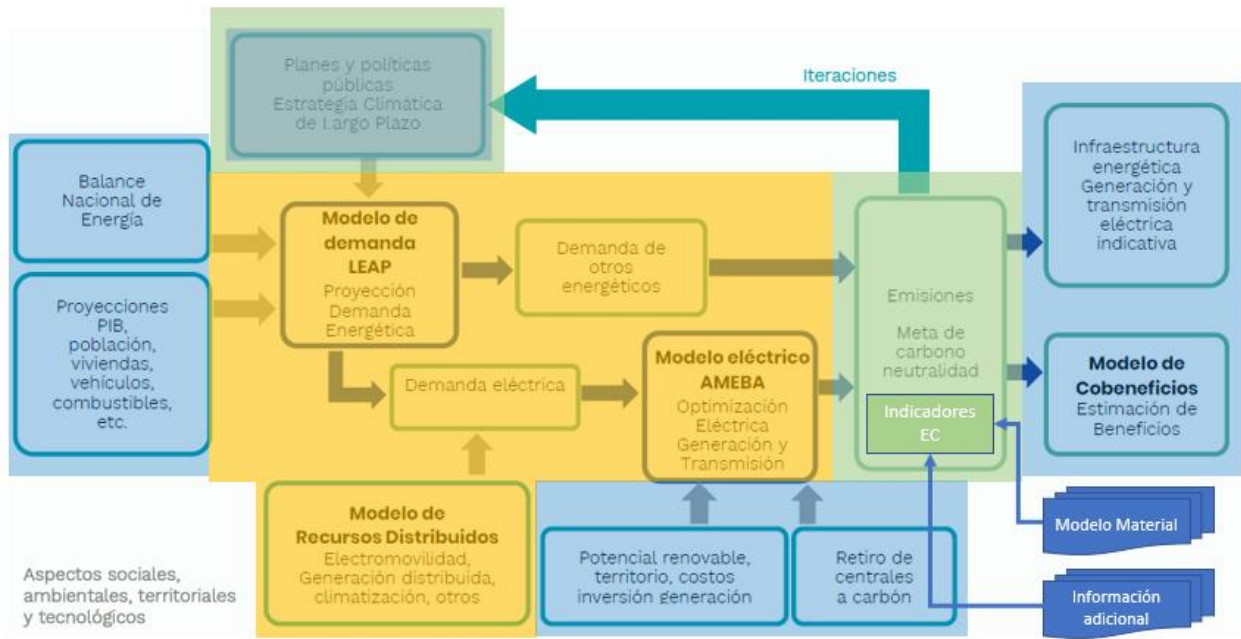 Planes y políticas
públicas
Estrategia Climática
de Largo Plazo
Iteraciones
Balance
Nacional de
Energía
Proyecciones
PIB,
población,
viviendas,
vehículos,
combustibles,
etc.
Modelo de
demanda
LEAP
Proyección
Demanda
Energética
Demanda de
otros
energéticos
Demanda eléctrica
Modelo eléctrico
AMEBA
Optimización
Eléctrica
Generación y
Transmisión
Emisiones
Meta de
carbono
neutralidad
Indicadores
EC
Infraestructura
energética
Generación y
transmisión
eléctrica
indicativa
Modelo de
Cobeneficios
Estimación de
Beneficios
Modelo de
Recursos Distribuidos
Electromovilidad,
Generación distribuida,
climatización, otros
Potencial renovable,
territorio, costos
inversión generación
Retiro de
centrales
a carbón
Modelo Material
Información
adicional
Aspectos sociales,
ambientales, territoriales
y tecnológicos